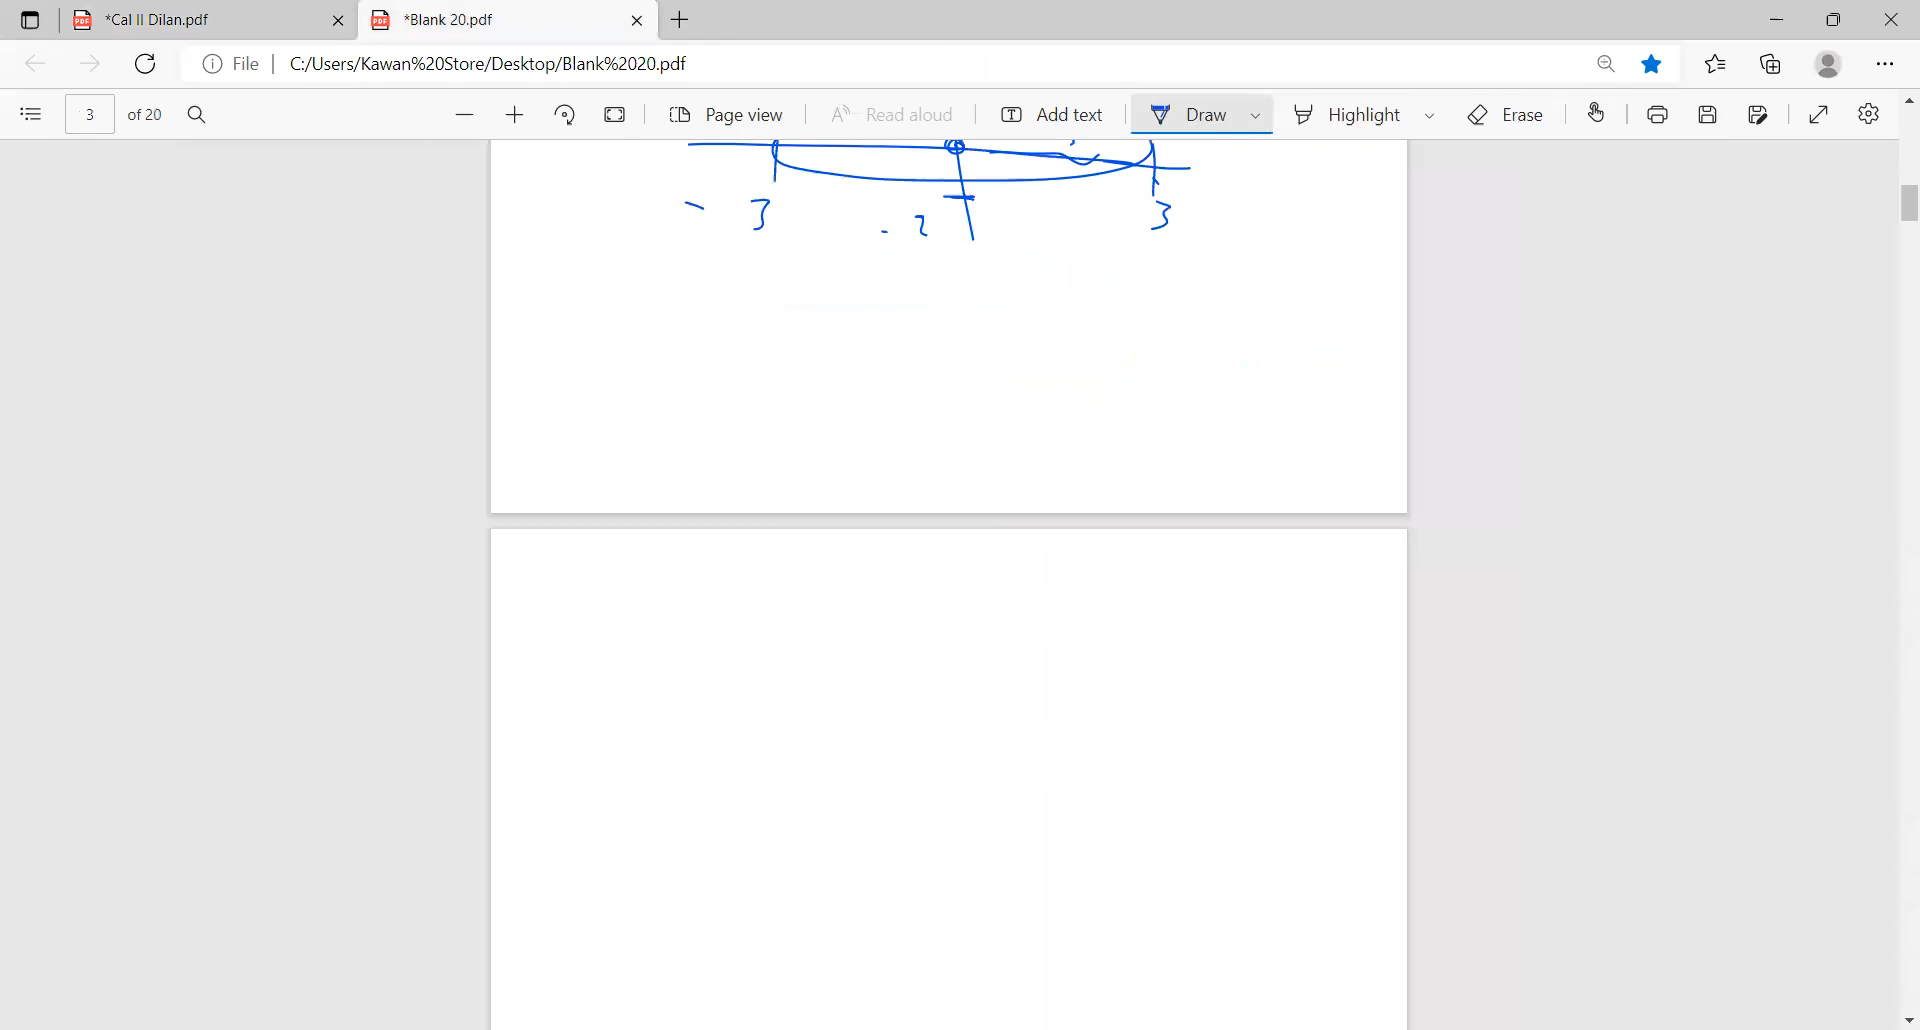 *Cal II Dilan.pdf
*Blank 20.pdf
File
C:/Users/Kawan%20Store/Desktop/Blank%2020.pdf
3 of 20
Page view
Read aloud
Add text
Draw
Highlight
Erase
- 3 - 2 3